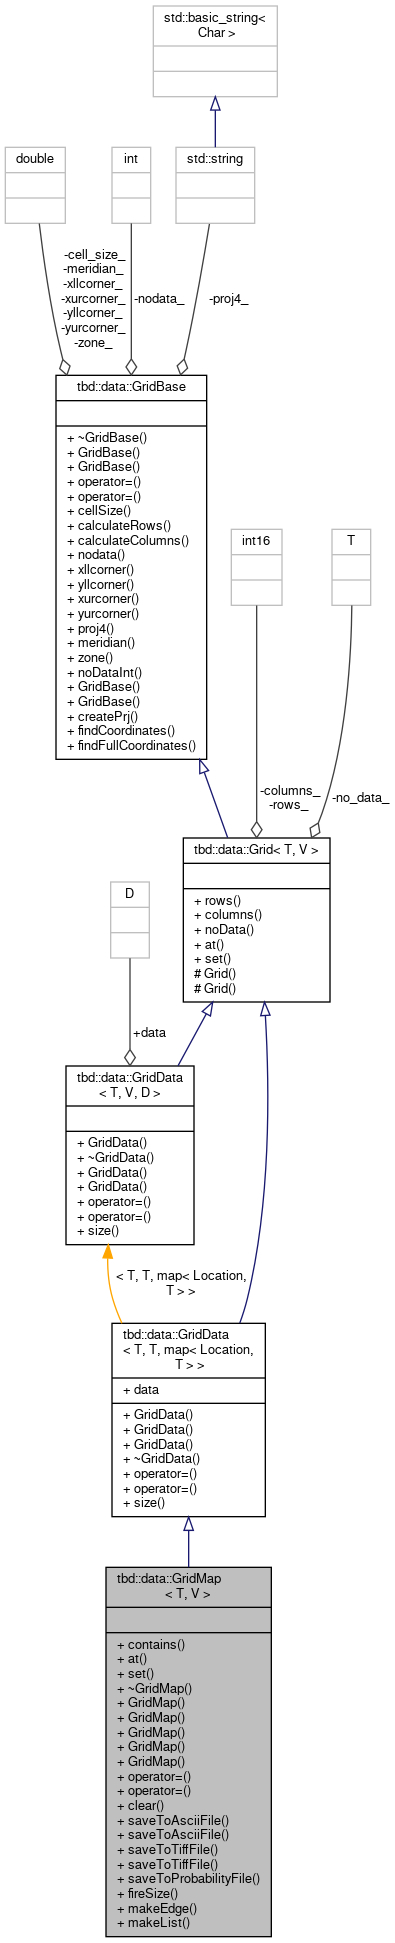 std::basic_string<
Char >
double
int
std::string
-cell_size_
-meridian_
-xllcorner_
-xurcorner_
-yllcorner_
-yurcorner_
-zone_
-nodata_
-proj4_
tbd::data::GridBase
+ ~GridBase()
+ GridBase()
+ GridBase()
+ operator=()
+ operator=()
+ cellSize()
+ calculateRows()
+ calculateColumns()
+ nodata()
+ xllcorner()
+ yllcorner()
+ xurcorner()
+ yurcorner()
+ proj4()
+ meridian()
+ zone()
+ noDataInt()
+ GridBase()
+ GridBase()
+ createPrj()
+ findCoordinates()
+ findFullCoordinates()
int16
T
-columns_
-rows_
-no_data_
tbd::data::Grid< T, V >
+ rows()
+ columns()
+ noData()
+ at()
+ set()
# Grid()
# Grid()
D
+data
tbd::data::GridData
< T, V, D >
+ GridData()
+ ~GridData()
+ GridData()
+ GridData()
+ operator=()
+ operator=()
+ size()
< T, T, map< Location,
T > >
tbd::data::GridData
< T, T, map< Location,
T > >
+ data
+ GridData()
+ GridData()
+ GridData()
+ ~GridData()
+ operator=()
+ operator=()
+ size()
tbd::data::GridMap
< T, V >
+ contains()
+ at()
+ set()
+ ~GridMap()
+ GridMap()
+ GridMap()
+ GridMap()
+ GridMap()
+ GridMap()
+ operator=()
+ operator=()
+ clear()
+ saveToAsciiFile()
+ saveToAsciiFile()
+ saveToTiffFile()
+ saveToTiffFile()
+ saveToProbabilityFile()
+ fireSize()
+ makeEdge()
+ makeList()